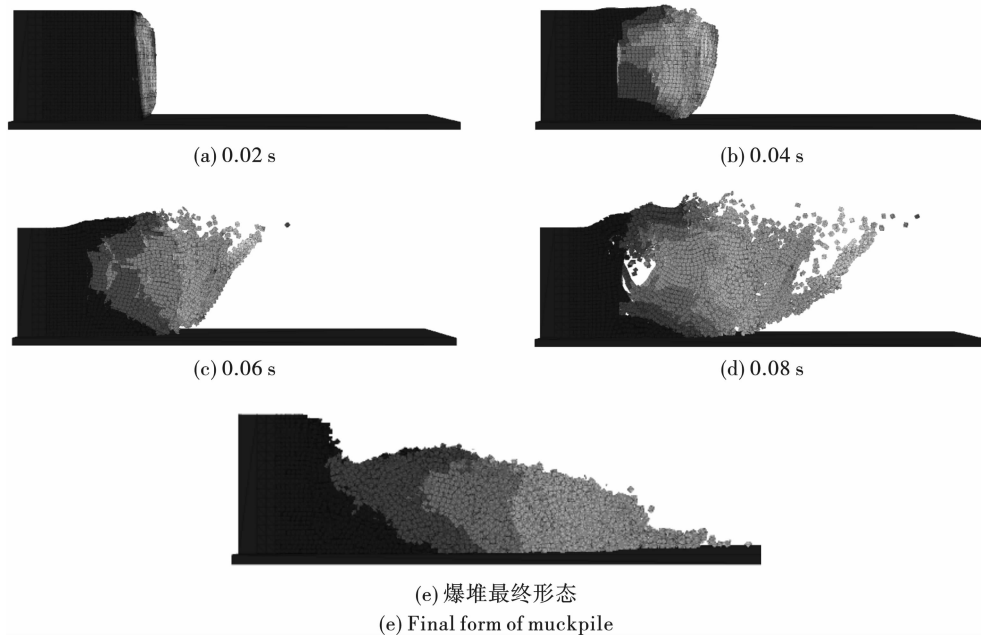 (a) 0.02 s
(b) 0.04 s
(c) 0.06 s
(d) 0.08 s
(e) 爆堆最终形态
(e) Final form of muckpile